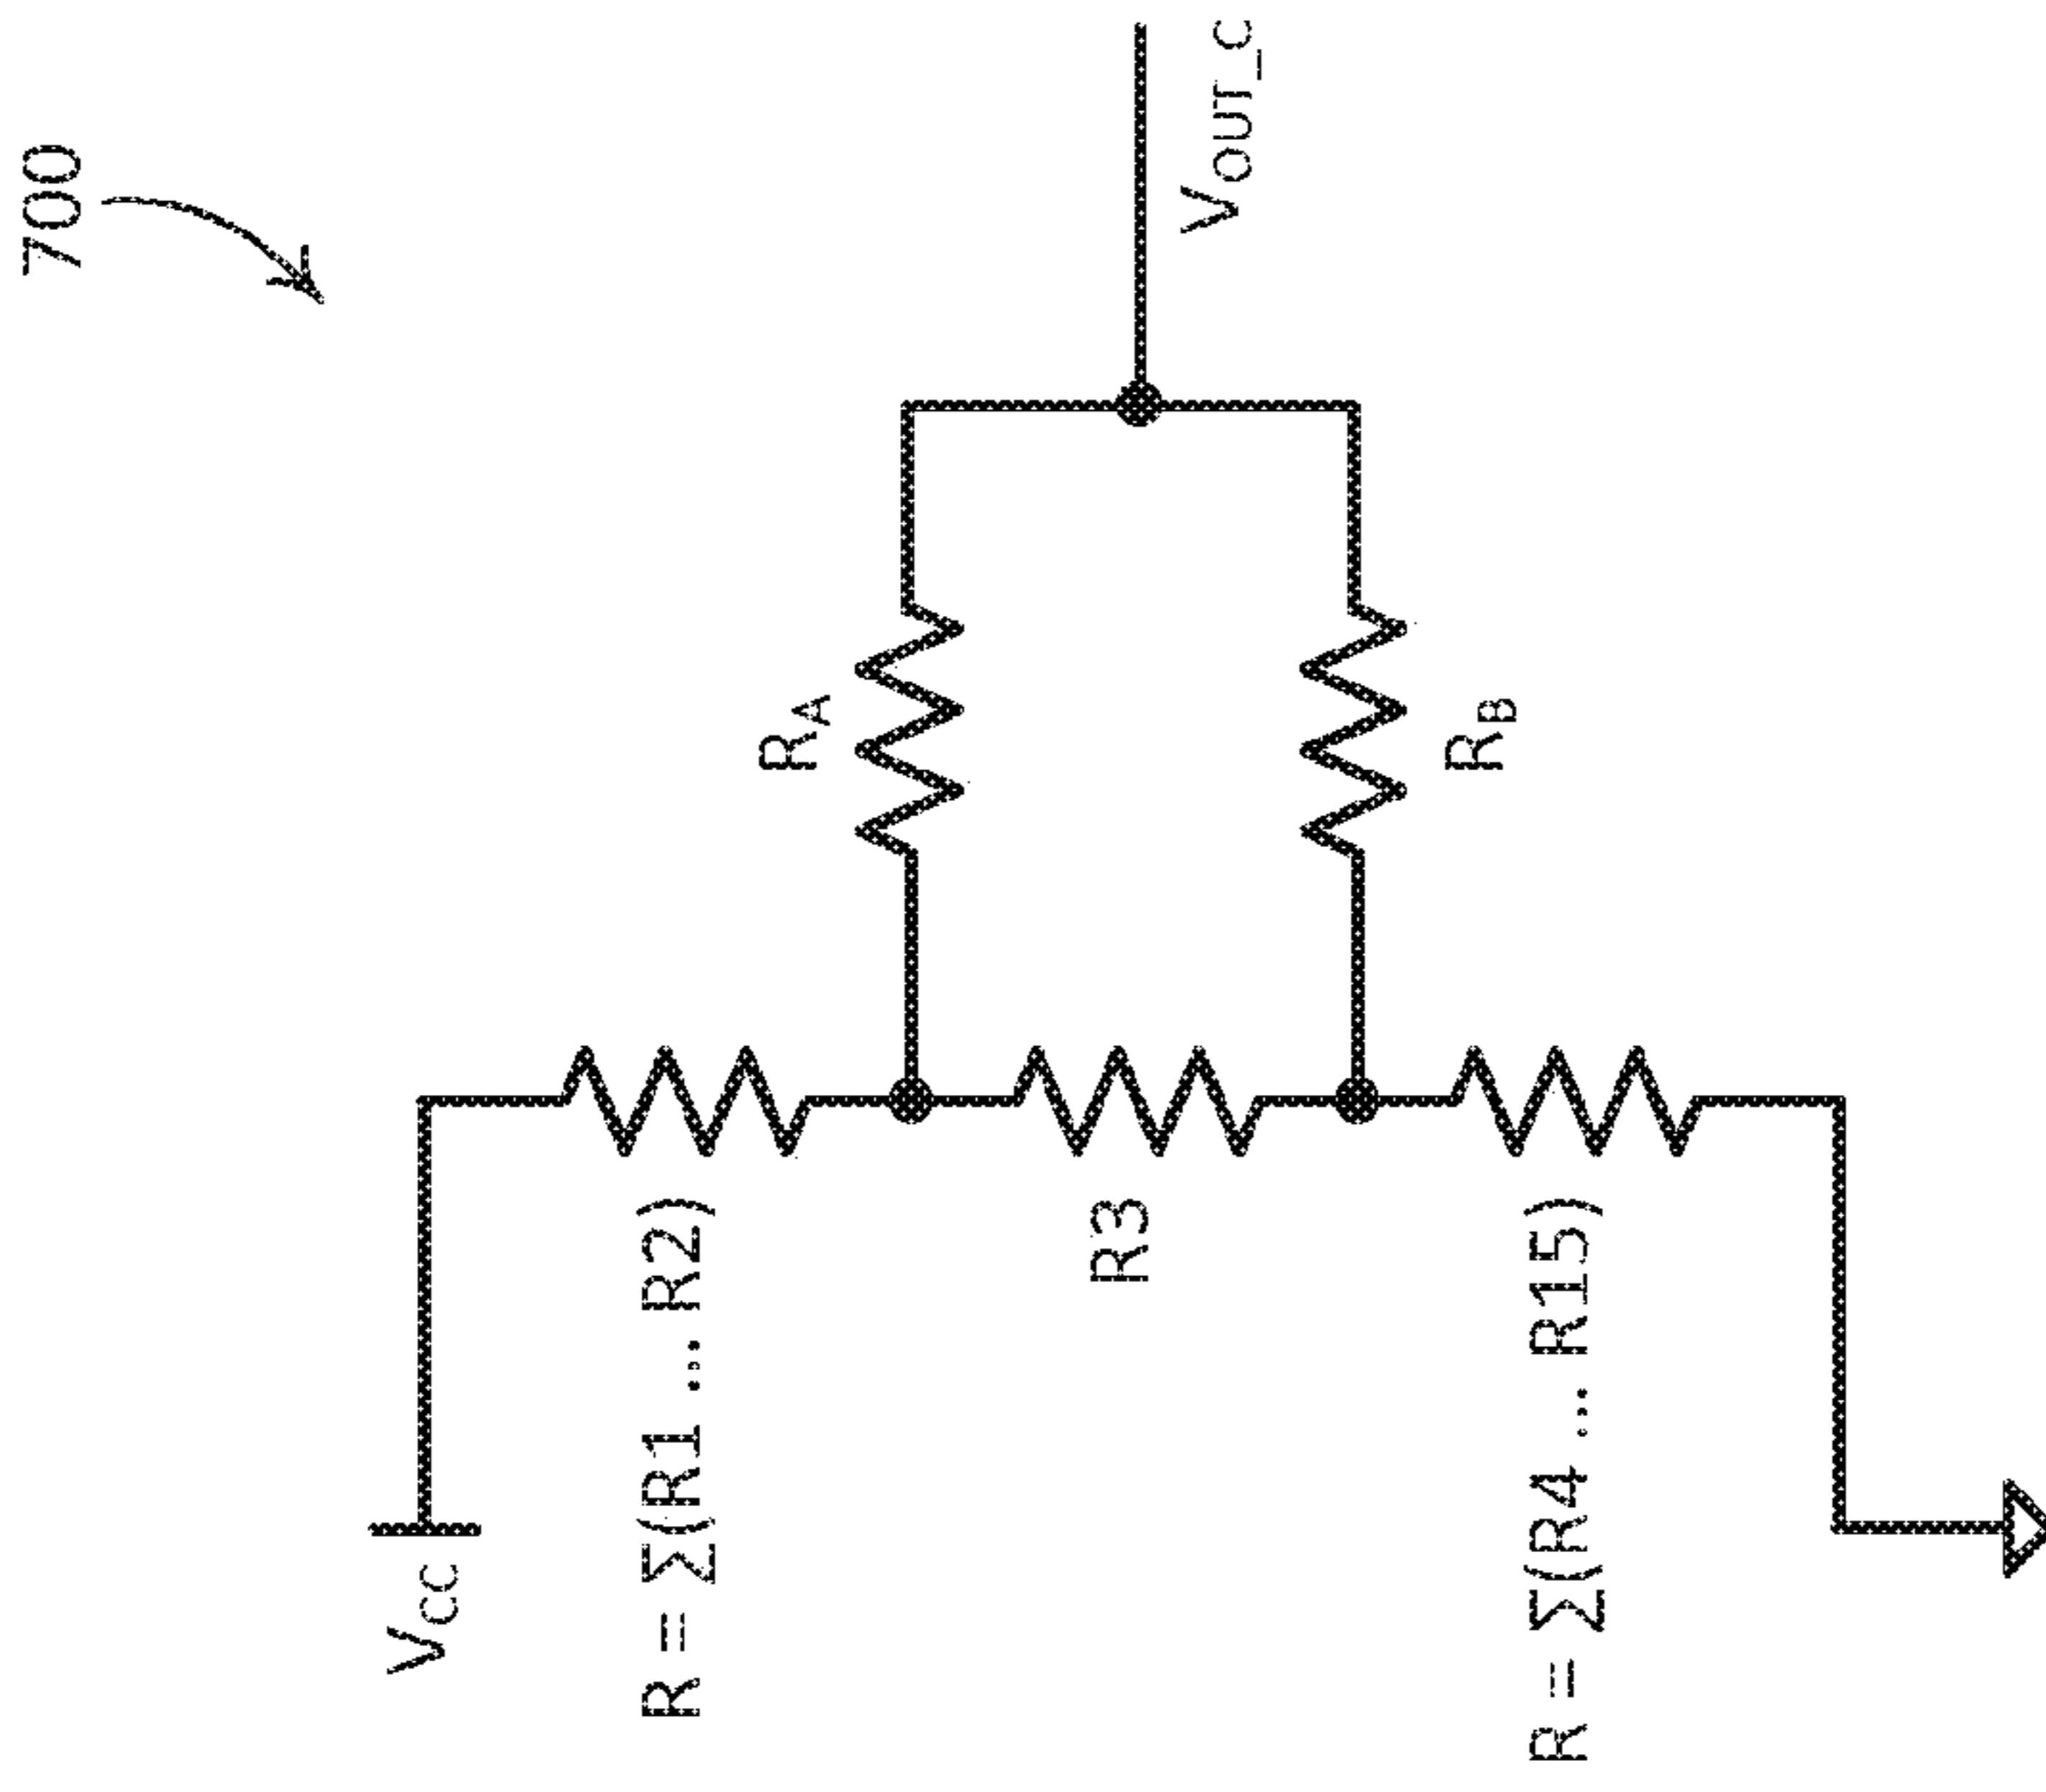 700
V_CC
R = Σ(R1 ... R2)
R_A
R3
V_OUT_C
R_B
R = Σ(R4 ... R15)